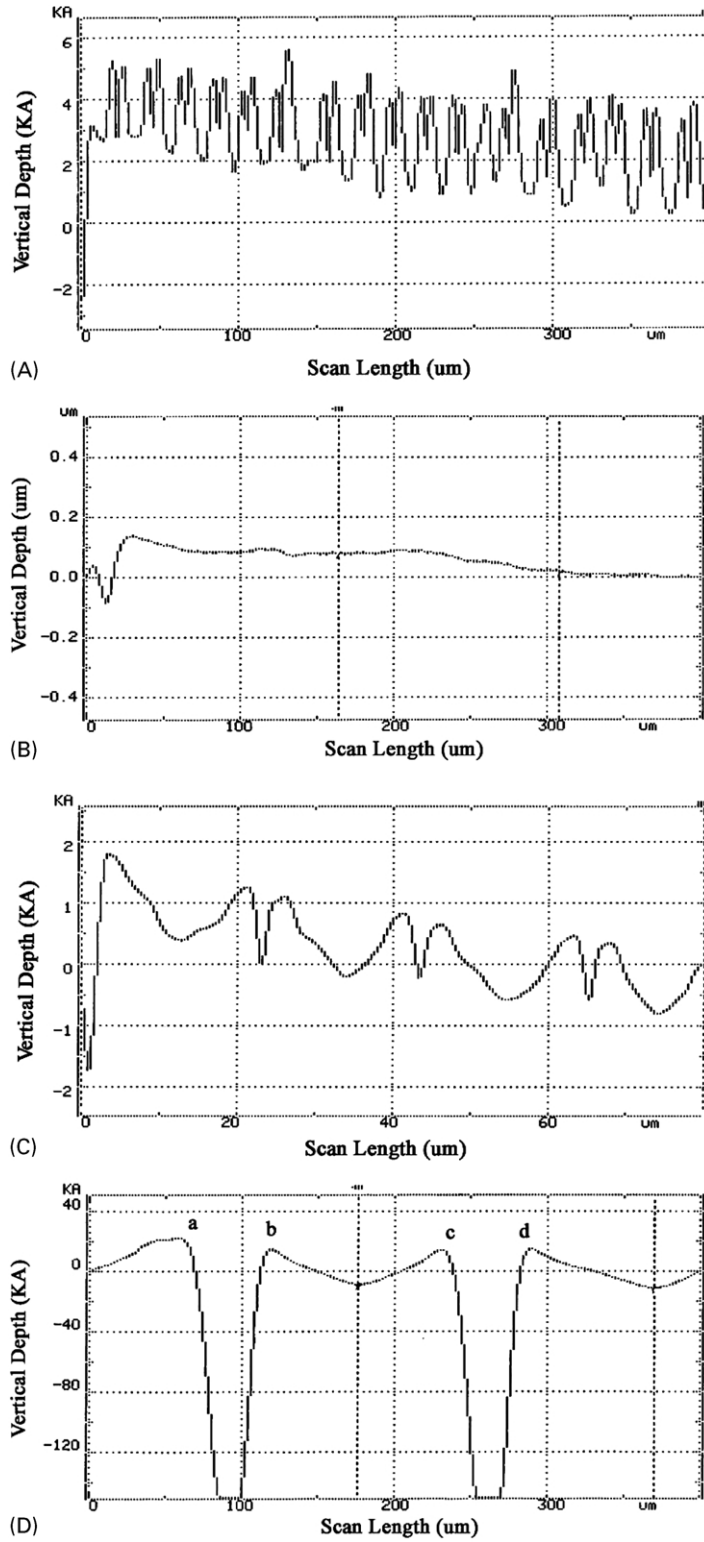 KA
6
4
2
0
-2
Vertical Depth (KA)
0 100 200 300 um
Scan Length (um)
(A)
um
0.4
0.2
0.0
-0.2
-0.4
Vertical Depth (um)
0 100 200 300 um
Scan Length (um)
(B)
KA
2
1
0
-1
-2
Vertical Depth (KA)
0 20 40 60 um
Scan Length (um)
(C)
KA
40
0
-40
-80
-120
Vertical Depth (KA)
a b c d
0 100 200 300 um
Scan Length (um)
(D)